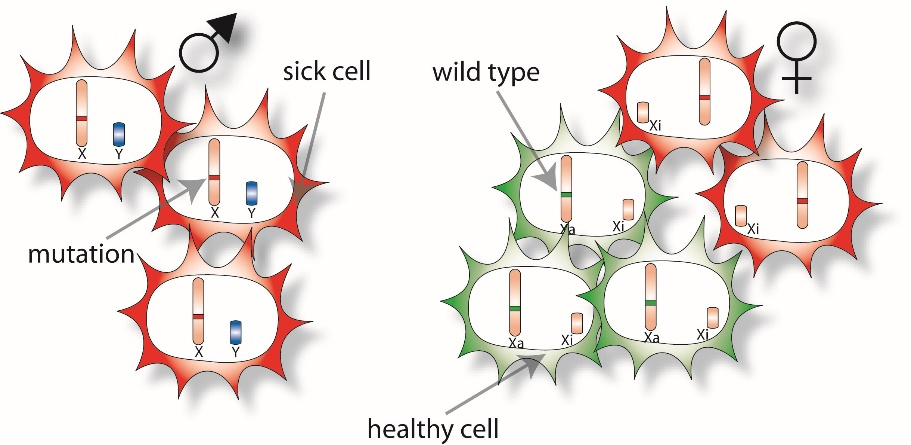 sick cell
wild type
X Y
X Y
mutation
X Y
Xi
Xi
Xa Xi
Xa Xi
Xa Xi
healthy cell